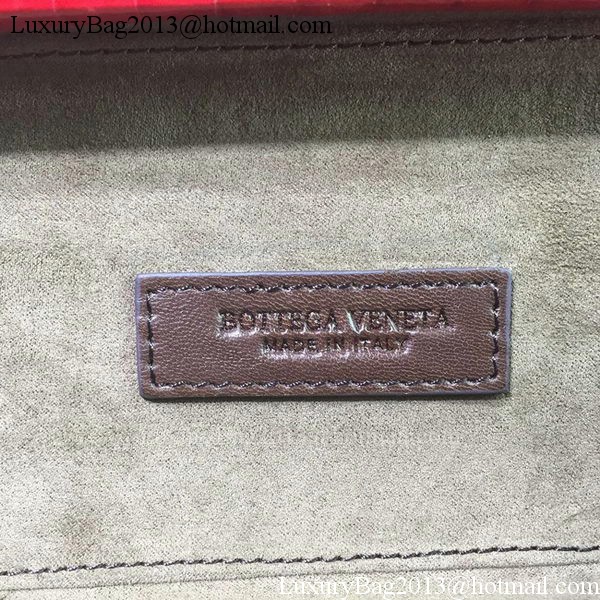 LuxuryBag2013@hotmail.com
BOTTEGA VENETA
MADE IN ITALY
LuxuryBag2013@hotmail.com